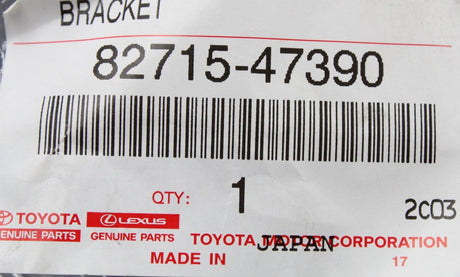 BRACKET
82715-47390
QTY: 1
2C03
TOYOTA LEXUS
GENUINE PARTS GENUINE PARTS TOYOTA MOTOR CORPORATION
MADE IN JAPAN 17